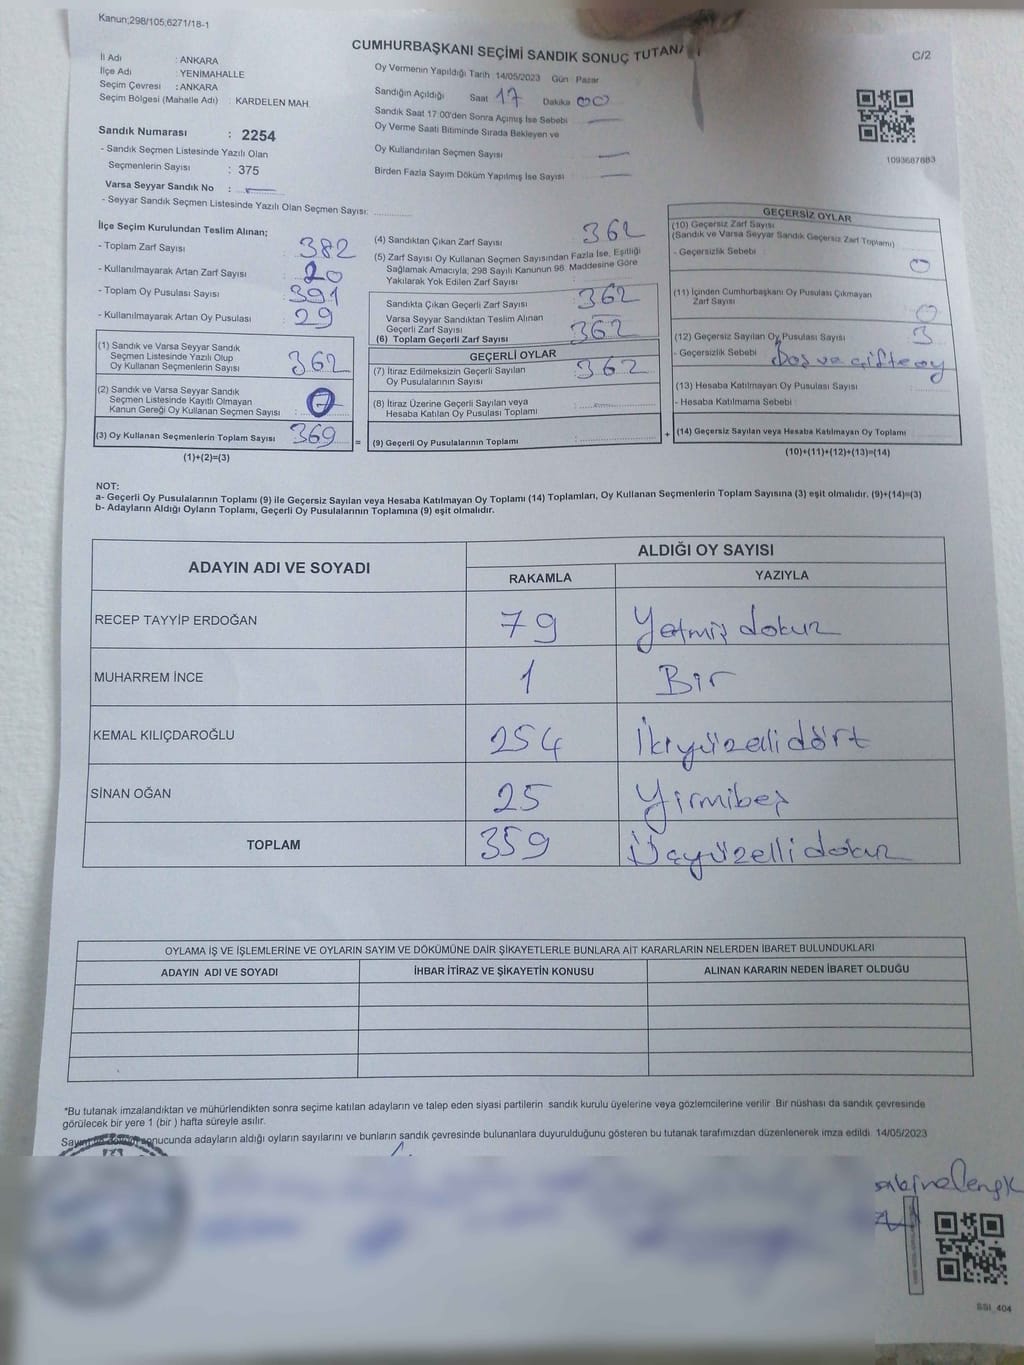 Kanun;298/105;6271/18-1
CUMHURBAŞKANI SEÇİMİ SANDIK SONUÇ TUTANA
C/2
İl Adı : ANKARA
İlçe Adı : YENİMAHALLE
Seçim Çevresi : ANKARA
Seçim Bölgesi (Mahalle Adı) : KARDELEN MAH.
Sandık Numarası : 2254
- Sandık Seçmen Listesinde Yazılı Olan
Seçmenlerin Sayısı : 375
Varsa Seyyar Sandık No :
- Seyyar Sandık Seçmen Listesinde Yazılı Olan Seçmen Sayısı:
Oy Vermenin Yapıldığı Tarih 14/05/2023 Gün Pazar
Sandığın Açıldığı Saat 17 Dakika 00
Sandık Saat 17:00'den Sonra Açımış İse Sebebi
Oy Verme Saati Bitiminde Sırada Bekleyen ve
Oy Kullandırılan Seçmen Sayısı
Birden Fazla Sayım Döküm Yapılmış İse Sayısı
1093687883
İlçe Seçim Kurulundan Teslim Alınan;
- Toplam Zarf Sayısı : 382
- Kullanılmayarak Artan Zarf Sayısı : 20
- Toplam Oy Pusulası Sayısı : 391
- Kullanılmayarak Artan Oy Pusulası : 29
(1) Sandık ve Varsa Seyyar Sandık
Seçmen Listesinde Yazılı Olup
Oy Kullanan Seçmenlerin Sayısı : 362
(2) Sandık ve Varsa Seyyar Sandık
Seçmen Listesinde Kayıtlı Olmayan
Kanun Gereği Oy Kullanan Seçmen Sayısı : 7
(3) Oy Kullanan Seçmenlerin Toplam Sayısı 369 =
(1)+(2)=(3)
(4) Sandıktan Çıkan Zarf Sayısı : 362
(5) Zarf Sayısı Oy Kullanan Seçmen Sayısından Fazla İse, Eşitliği
Sağlamak Amacıyla, 298 Sayılı Kanunun 98. Maddesine Göre
Yakılarak Yok Edilen Zarf Sayısı
Sandıkta Çıkan Geçerli Zarf Sayısı : 362
Varsa Seyyar Sandıktan Teslim Alınan
Geçerli Zarf Sayısı
(6) Toplam Geçerli Zarf Sayısı : 362
GEÇERLİ OYLAR
(7) İtiraz Edilmeksizin Geçerli Sayılan
Oy Pusulalarının Sayısı : 362
(8) İtiraz Üzerine Geçerli Sayılan veya
Hesaba Katılan Oy Pusulası Toplamı
(9) Geçerli Oy Pusulalarının Toplamı : +
GEÇERSİZ OYLAR
(10) Geçersiz Zarf Sayısı
(Sandık ve Varsa Seyyar Sandık Geçersiz Zarf Toplamı)
- Geçersizlik Sebebi : 0
(11) İçinden Cumhurbaşkanı Oy Pusulası Çıkmayan
Zarf Sayısı 0
(12) Geçersiz Sayılan Oy Pusulası Sayısı : 3
- Geçersizlik Sebebi Boş ve çifte oy
(13) Hesaba Katılmayan Oy Pusulası Sayısı :
- Hesaba Katılmama Sebebi :
(14) Geçersiz Sayılan veya Hesaba Katılmayan Oy Toplamı
(10)+(11)+(12)+(13)=(14)
NOT:
a- Geçerli Oy Pusulalarının Toplamı (9) ile Geçersiz Sayılan veya Hesaba Katılmayan Oy Toplamı (14) Toplamları, Oy Kullanan Seçmenlerin Toplam Sayısına (3) eşit olmalıdır. (9)+(14)=(3)
b- Adayların Aldığı Oyların Toplamı, Geçerli Oy Pusulalarının Toplamına (9) eşit olmalıdır.
ADAYIN ADI VE SOYADI ALDIĞI OY SAYISI
RAKAMLA YAZIYLA
RECEP TAYYİP ERDOĞAN 79 Yetmiş dokuz
MUHARREM İNCE 1 Bir
KEMAL KILIÇDAROĞLU 254 İkiyüzelli dört
SİNAN OĞAN 25 Yirmibeş
TOPLAM 359 Üçyüzelli dokuz
OYLAMA İŞ VE İŞLEMLERİNE VE OYLARIN SAYIM VE DÖKÜMÜNE DAİR ŞİKAYETLERLE BUNLARA AİT KARARLARIN NELERDEN İBARET BULUNDUKLARI
ADAYIN ADI VE SOYADI İHBAR İTİRAZ VE ŞİKAYETİN KONUSU ALINAN KARARIN NEDEN İBARET OLDUĞU
*Bu tutanak imzalandıktan ve mühürlendikten sonra seçime katılan adayların ve talep eden siyasi partilerin sandık kurulu üyelerine veya gözlemcilerine verilir. Bir nüshası da sandık çevresinde
görülecek bir yere 1 (bir ) hafta süreyle asılır.
Sayım ve döküm sonucunda adayların aldığı oyların sayılarını ve bunların sandık çevresinde bulunanlara duyurulduğunu gösteren bu tutanak tarafımızdan düzenlenerek imza edildi. 14/05/2023
SSI_404